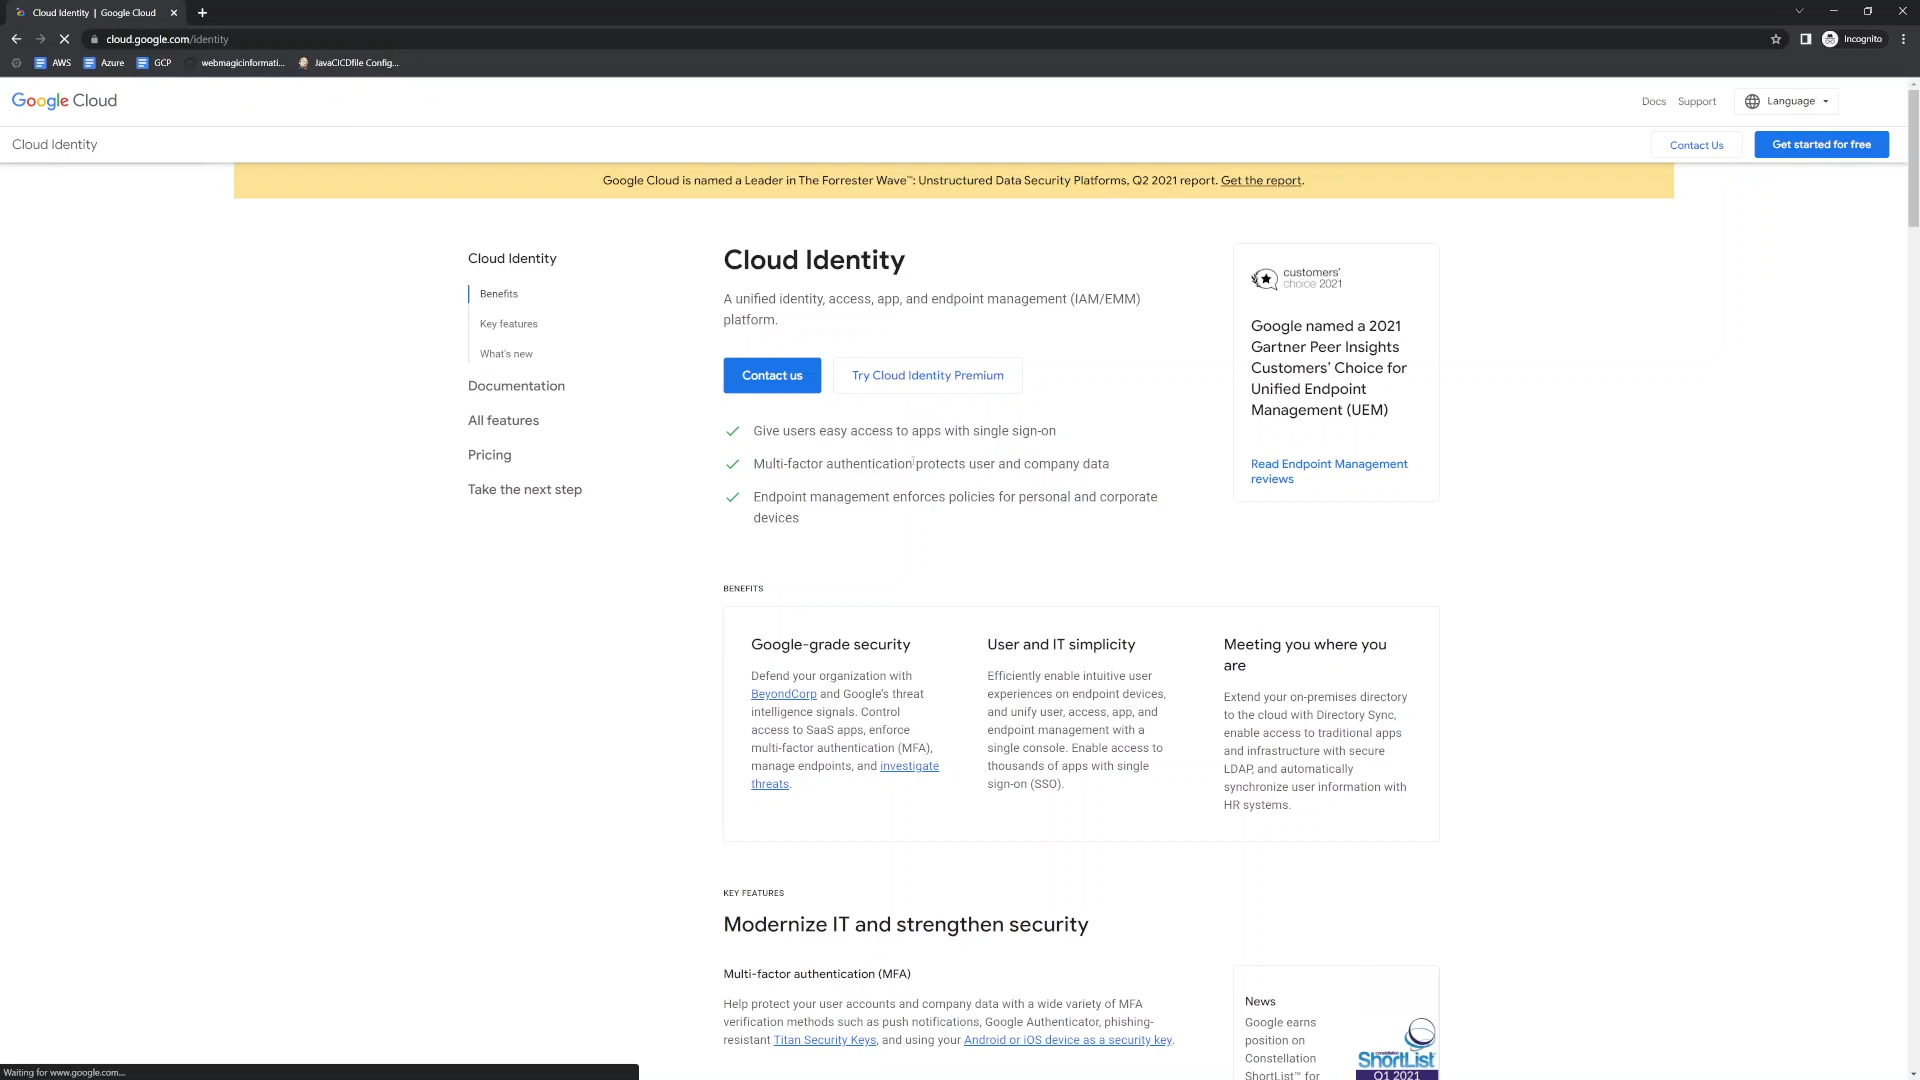 Cloud Identity | Google Cloud
cloud.google.com/identity
Incognito
AWS
Azure
GCP
webmagicinformati...
JavaCICDfile Config...
Google Cloud
Docs
Support
Language
Cloud Identity
Contact Us
Get started for free
Google Cloud is named a Leader in The Forrester Wave™: Unstructured Data Security Platforms, Q2 2021 report. Get the report.
Cloud Identity
Benefits
Key features
What's new
Documentation
All features
Pricing
Take the next step
Cloud Identity
A unified identity, access, app, and endpoint management (IAM/EMM)
platform.
Contact us
Try Cloud Identity Premium
Give users easy access to apps with single sign-on
Multi-factor authentication protects user and company data
Endpoint management enforces policies for personal and corporate
devices
customers'
choice 2021
Google named a 2021
Gartner Peer Insights
Customers' Choice for
Unified Endpoint
Management (UEM)
Read Endpoint Management
reviews
BENEFITS
Google-grade security
Defend your organization with
BeyondCorp and Google's threat
intelligence signals. Control
access to SaaS apps, enforce
multi-factor authentication (MFA),
manage endpoints, and investigate
threats.
User and IT simplicity
Efficiently enable intuitive user
experiences on endpoint devices,
and unify user, access, app, and
endpoint management with a
single console. Enable access to
thousands of apps with single
sign-on (SSO).
Meeting you where you
are
Extend your on-premises directory
to the cloud with Directory Sync,
enable access to traditional apps
and infrastructure with secure
LDAP, and automatically
synchronize user information with
HR systems.
KEY FEATURES
Modernize IT and strengthen security
Multi-factor authentication (MFA)
Help protect your user accounts and company data with a wide variety of MFA
verification methods such as push notifications, Google Authenticator, phishing-
resistant Titan Security Keys, and using your Android or iOS device as a security key.
News
Google earns
position on
Constellation
ShortList™ for
ShortList
Q1 2021
Waiting for www.google.com...